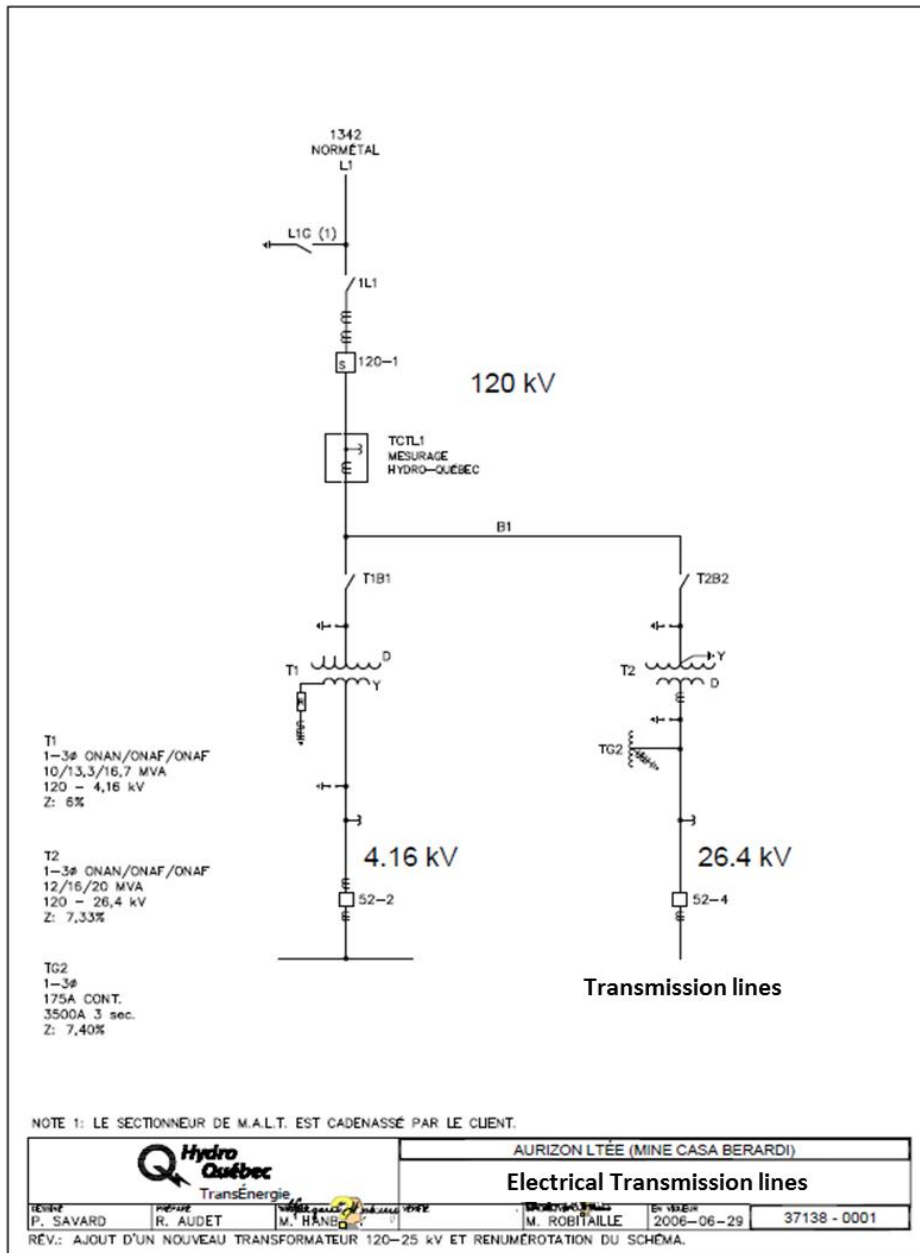 1342
NORMÉTAL
L1
L1G (1)
1L1
S
120-1
120 kV
TCTL1
MESURAGE
HYDRO-QUÉBEC
B1
T1B1
T2B2
D
T1
Y
Y
T2
D
TG2
T1
1-3ø ONAN/ONAF/ONAF
10/13,3/16,7 MVA
120 - 4,16 kV
Z: 6%
4.16 kV
26.4 kV
T2
1-3ø ONAN/ONAF/ONAF
12/16/20 MVA
120 - 26,4 kV
Z: 7,33%
52-2
52-4
TG2
1-3ø
175A CONT.
3500A 3 sec.
Z: 7,40%
Transmission lines
NOTE 1: LE SECTIONNEUR DE M.A.L.T. EST CADENASSÉ PAR LE CLIENT.
Hydro
Québec
TransÉnergie
AURIZON LTÉE (MINE CASA BERARDI)
Electrical Transmission lines
P. SAVARD
R. AUDET
M. ROBITAILLE
EN VIGUEUR
2006-06-29
37138 - 0001
RÉV.: AJOUT D'UN NOUVEAU TRANSFORMATEUR 120-25 kV ET RENUMÉROTATION DU SCHÉMA.